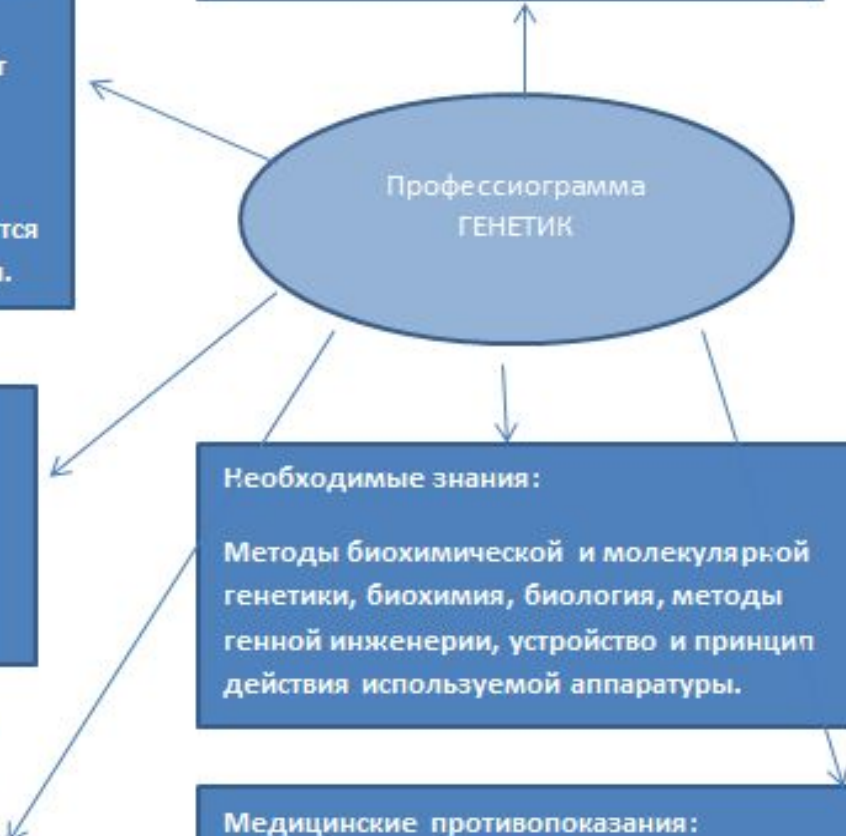 т
тся
Профессиограмма
ГЕНЕТИК
Необходимые знания:
Методы биохимической и молекулярной
генетики, биохимия, биология, методы
генной инженерии, устройство и принцип
действия используемой аппаратуры.
Медицинские противопоказания: